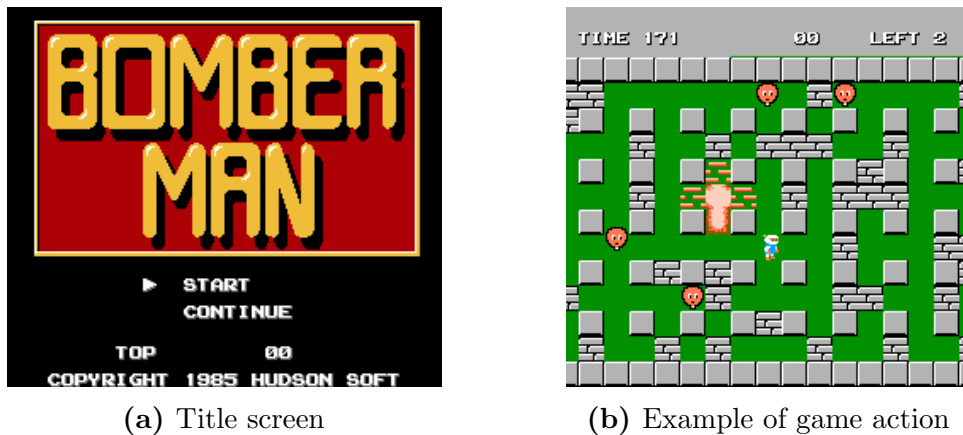 BOMBER
MAN
START
CONTINUE
TOP 00
COPYRIGHT 1985 HUDSON SOFT
(a) Title screen
TIME 171 00 LEFT 2
(b) Example of game action